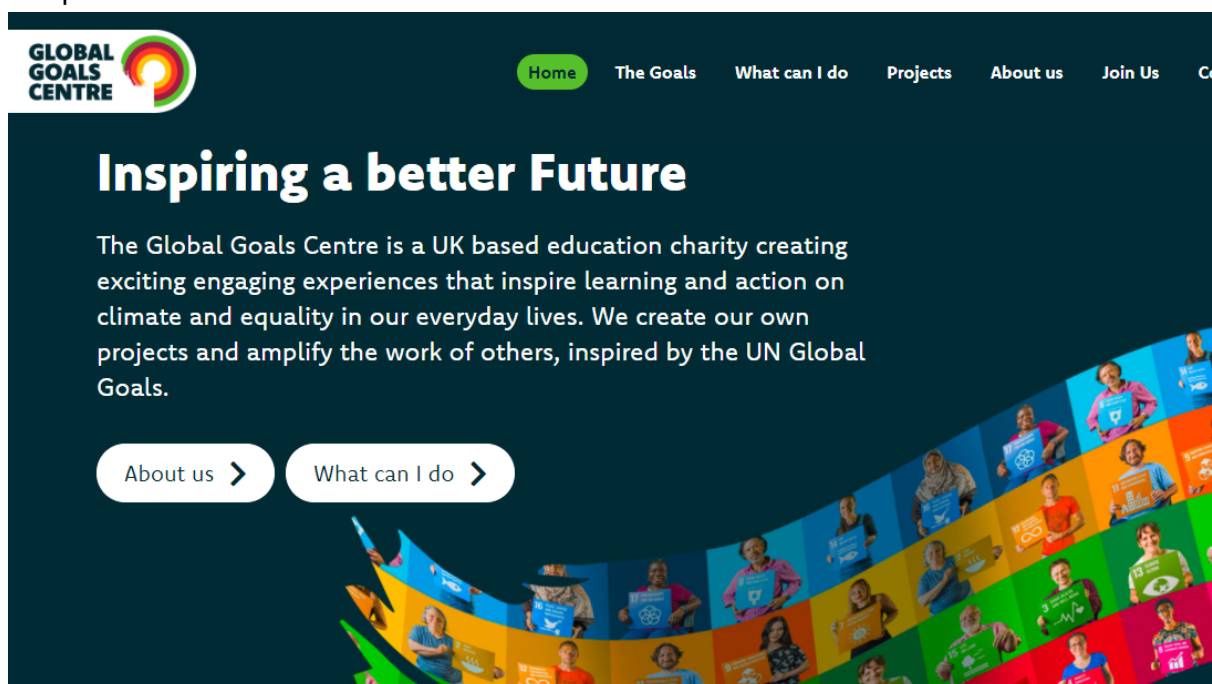 GLOBAL
GOALS
CENTRE
Home The Goals What can I do Projects About us Join Us
Inspiring a better Future
The Global Goals Centre is a UK based education charity creating
exciting engaging experiences that inspire learning and action on
climate and equality in our everyday lives. We create our own
projects and amplify the work of others, inspired by the UN Global
Goals.
About us What can I do